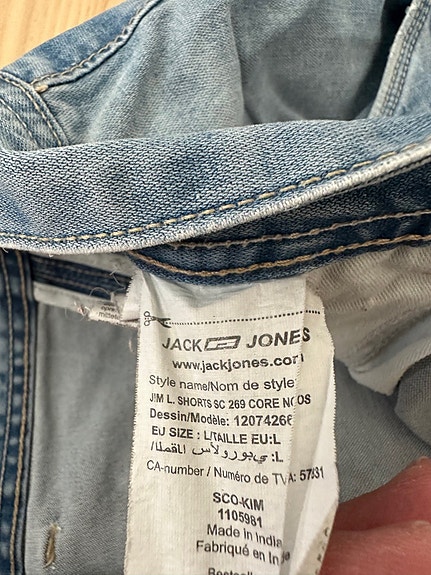 JACK JONES
www.jackjones.com
Style name/Nom de style
JJIM L. SHORTS SC 269 CORE NOOS
Dessin/Modèle: 12074266
EU SIZE : L/TAILLE EU:L
L: ي بورولأس اقملا
CA-number / Numéro de TVA: 57831
SCO-KIM
1105981
Made in India
Fabriqué en Inde